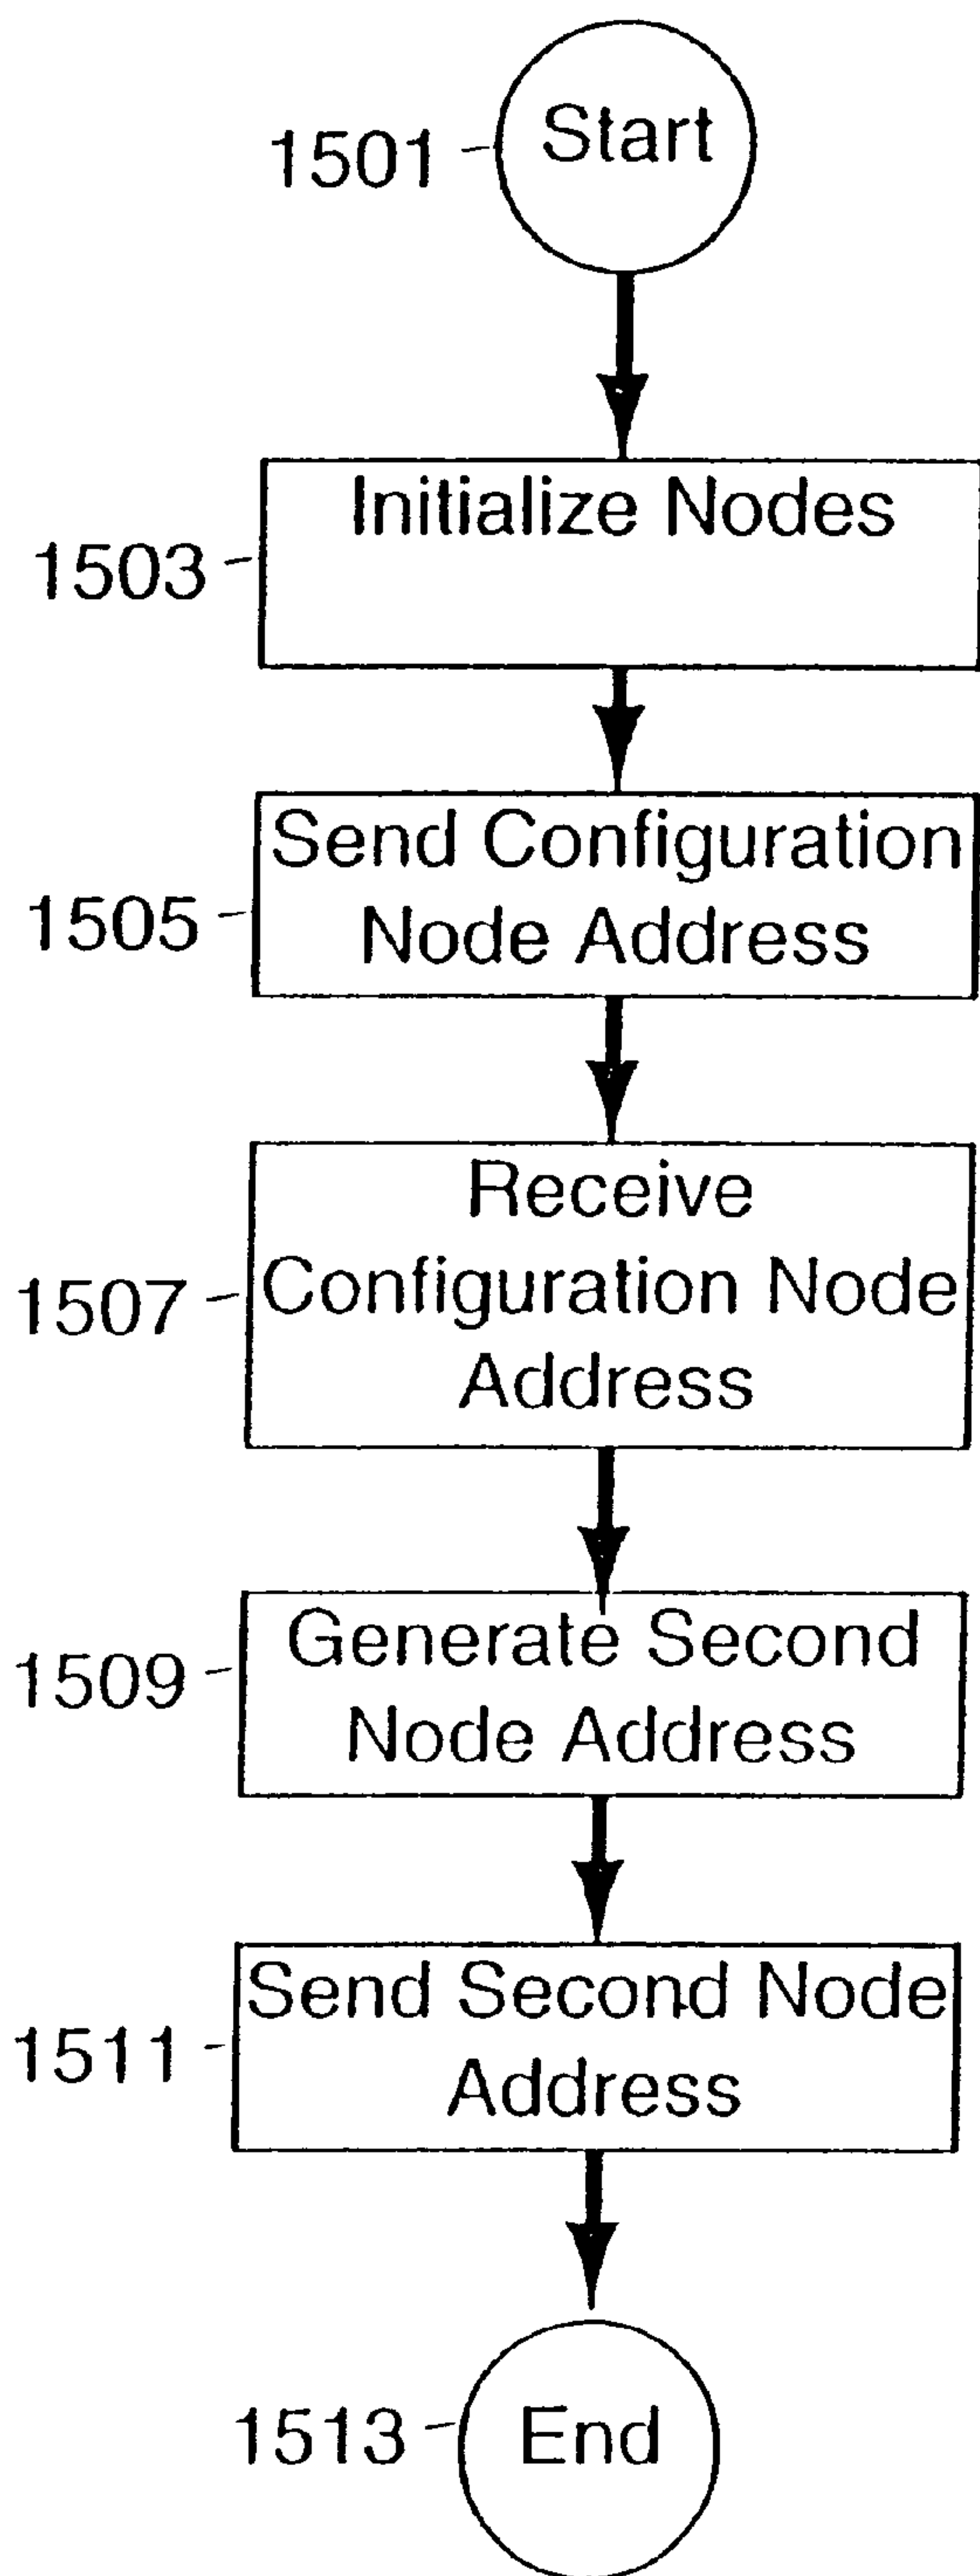 Start
1501
Initialize Nodes
1503
Send Configuration
Node Address
1505
Receive
Configuration Node
Address
1507
Generate Second
Node Address
1509
Send Second Node
Address
1511
End
1513